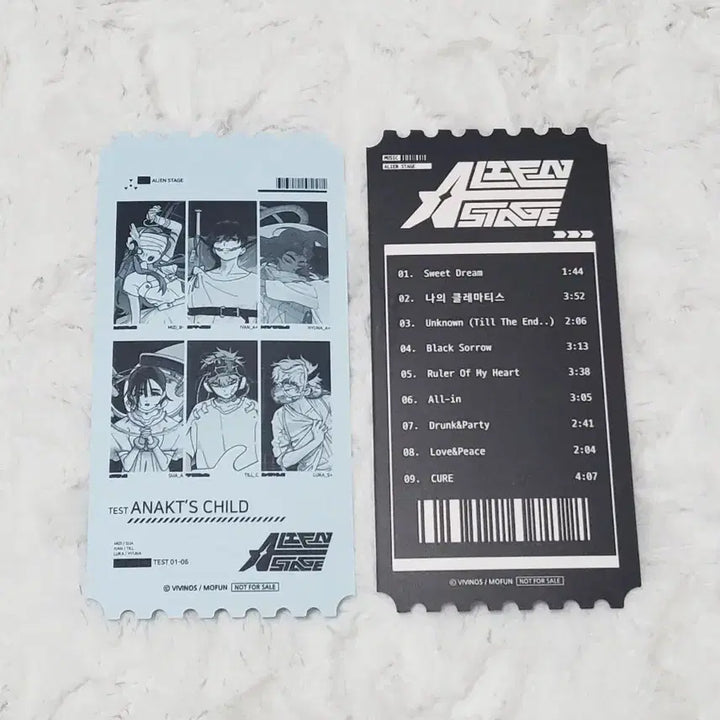 ALIEN STAGE
MIZI_B-
IVAN_A+
HYUNA_A+
SUA_A
TILL_C
LUKA_S+
TEST ANAKT'S CHILD
MIZI / SUA
IVAN / TILL
LUKA / HYUNA
TEST 01-06
ALIEN STAGE
© VIVINOS / MOFUN NOT FOR SALE
MUSIC
ALIEN STAGE
ALIEN STAGE
01. Sweet Dream 1:44
02. 나의 클레마티스 3:52
03. Unknown (Till The End..) 2:06
04. Black Sorrow 3:13
05. Ruler Of My Heart 3:38
06. All-in 3:05
07. Drunk&Party 2:41
08. Love&Peace 2:04
09. CURE 4:07
© VIVINOS / MOFUN NOT FOR SALE